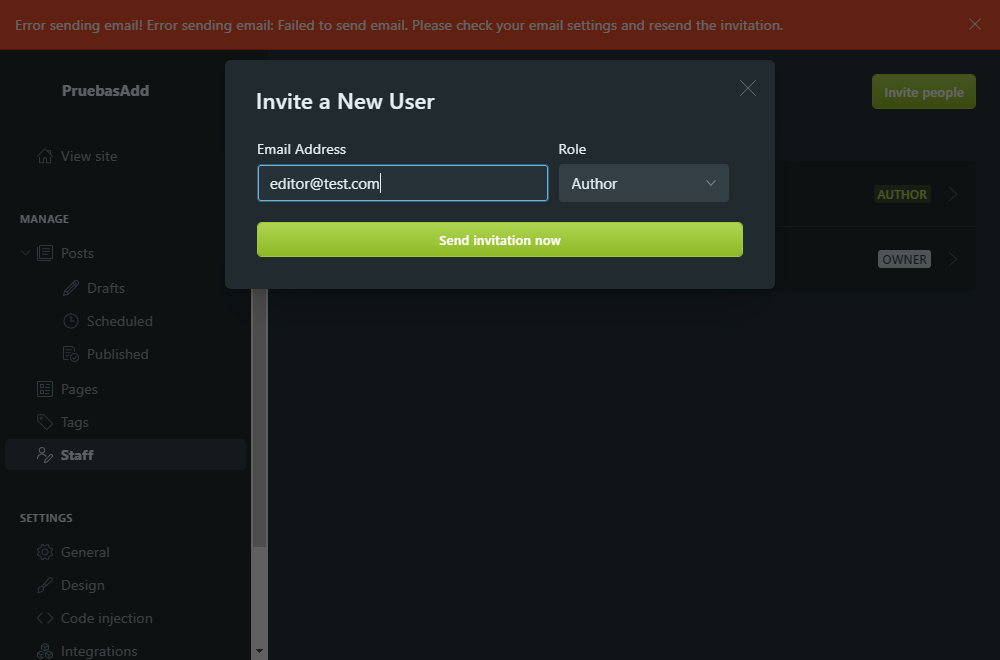 Error sending email! Error sending email: Failed to send email. Please check your email settings and resend the invitation.
PruebasAdd
Invite people
Invite a New User
Email Address
Role
editor@test.com
Author
Send invitation now
View site
MANAGE
Posts
Drafts
Scheduled
Published
Pages
Tags
Staff
SETTINGS
General
Design
Code injection
Integrations
AUTHOR
OWNER